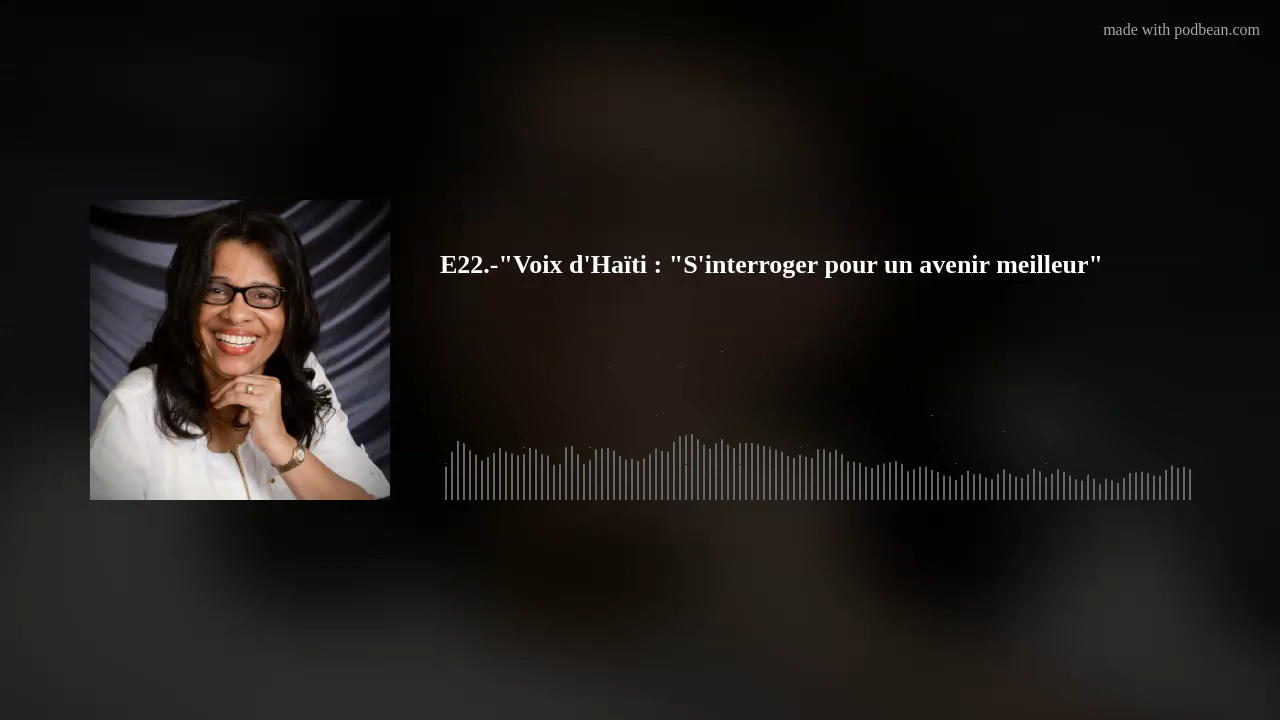 made with podbean.com
E22.-"Voix d'Haïti : "S'interroger pour un avenir meilleur"